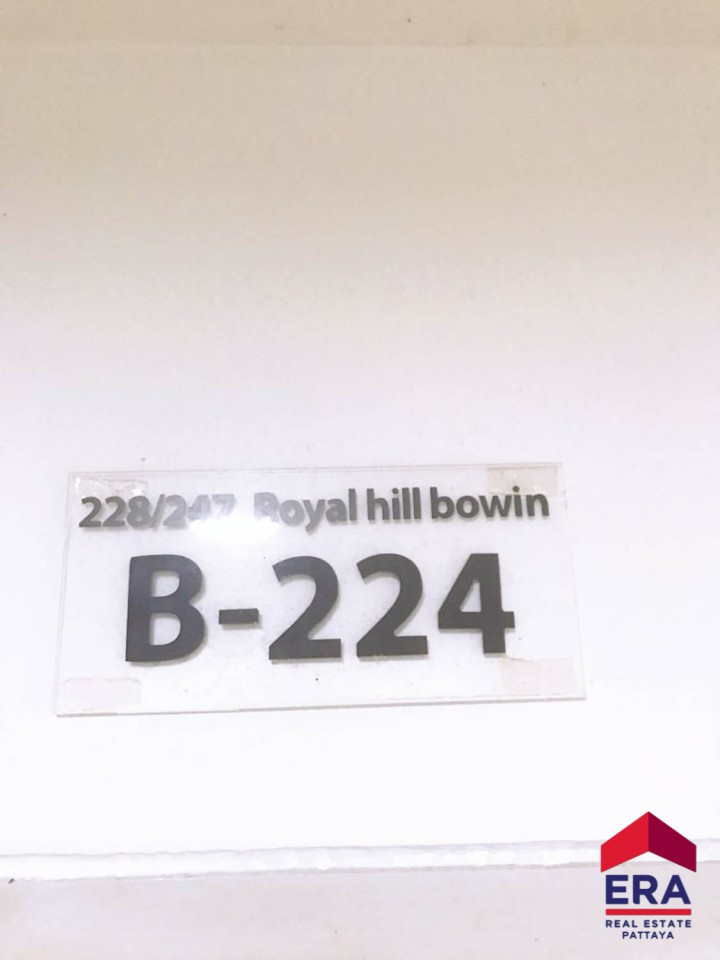 228/247 Royal hill bowin
B-224
ERA
REAL ESTATE
PATTAYA